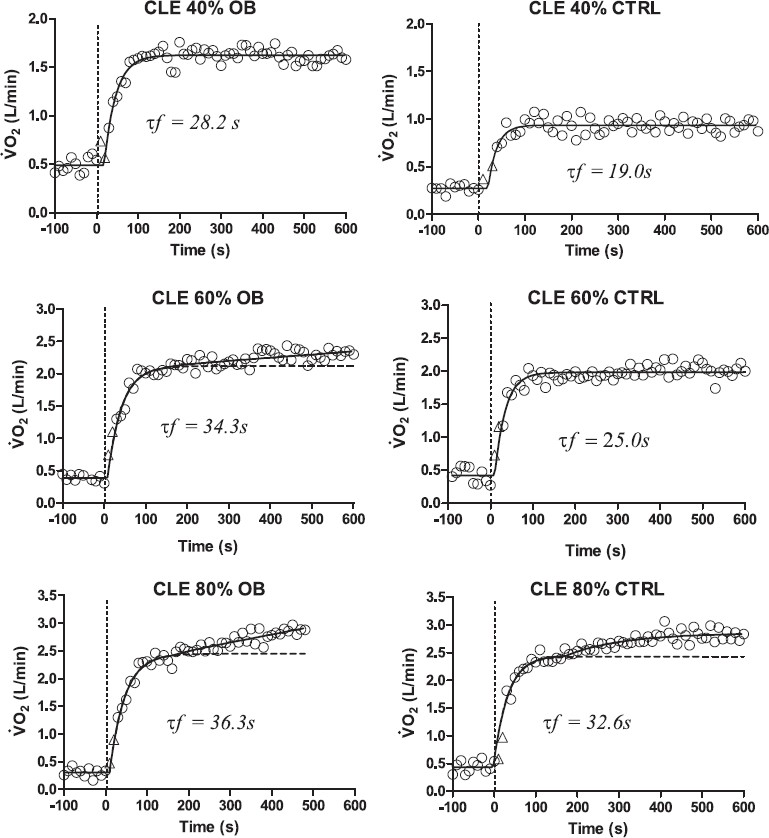 CLE 40% OB
2.0
1.5
1.0
0.5
0.0
V̇O2 (L/min)
τf = 28.2 s
-100 0 100 200 300 400 500 600
Time (s)
CLE 40% CTRL
2.0
1.5
1.0
0.5
0.0
V̇O2 (L/min)
τf = 19.0s
-100 0 100 200 300 400 500 600
Time (s)
CLE 60% OB
3.0
2.5
2.0
1.5
1.0
0.5
0.0
V̇O2 (L/min)
τf = 34.3s
-100 0 100 200 300 400 500 600
Time (s)
CLE 60% CTRL
3.0
2.5
2.0
1.5
1.0
0.5
0.0
V̇O2 (L/min)
τf = 25.0s
-100 0 100 200 300 400 500 600
Time (s)
CLE 80% OB
3.5
3.0
2.5
2.0
1.5
1.0
0.5
0.0
V̇O2 (L/min)
τf = 36.3s
-100 0 100 200 300 400 500 600
Time (s)
CLE 80% CTRL
3.5
3.0
2.5
2.0
1.5
1.0
0.5
0.0
V̇O2 (L/min)
τf = 32.6s
-100 0 100 200 300 400 500 600
Time (s)